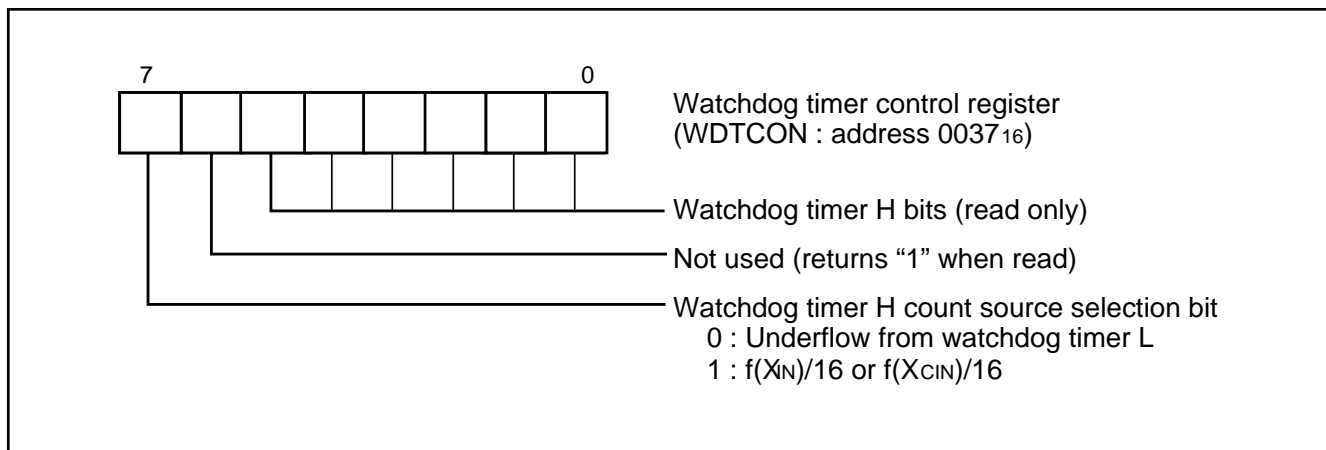 7 0
Watchdog timer control register
(WDTCON : address 0037₁₆)
Watchdog timer H bits (read only)
Not used (returns “1” when read)
Watchdog timer H count source selection bit
0 : Underflow from watchdog timer L
1 : f(XIN)/16 or f(XCIN)/16